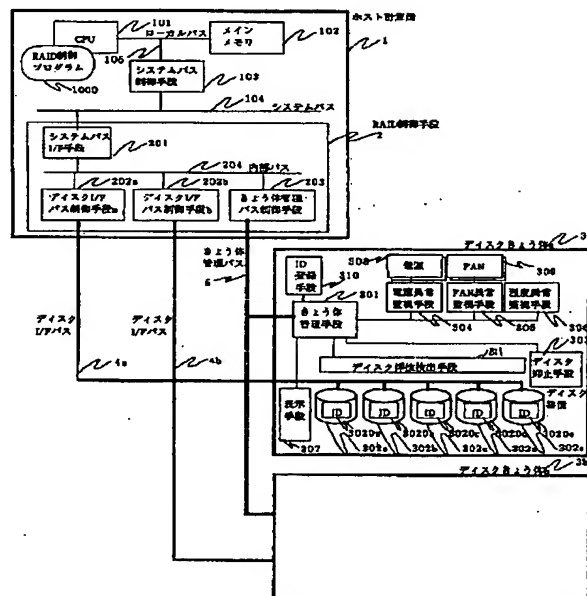 ホスト計算機
101
CPU
ローカルバス
メイン
メモリ
102
1
RAID制御
プログラム
105
1000
システムバス
制御手段
103
104
システムバス
RAID制御手段
2
システムバス
I/F手段
201
204
内部バス
202a
202b
203
ディスクI/F
バス制御手段a
ディスクI/F
バス制御手段b
きょう体管理
バス制御手段
きょう体
管理バス
5
ディスクきょう体a
ID
登録
手段
310
308
電源
FAN
309
301
きょう体
管理手段
電源異常
監視手段
FAN異常
監視手段
温度異常
監視手段
304
305
306
303
ディスク
I/Fバス
ディスク
I/Fバス
311
ディスク挿抜検出手段
ディスク
抑止手段
4a
4b
ディスク
装置
表示
手段
307
ID
ID
ID
ID
ID
3020a
3020b
3020c
3020d
3020e
302a
302b
302c
302d
302e
ディスクきょう体b
3b